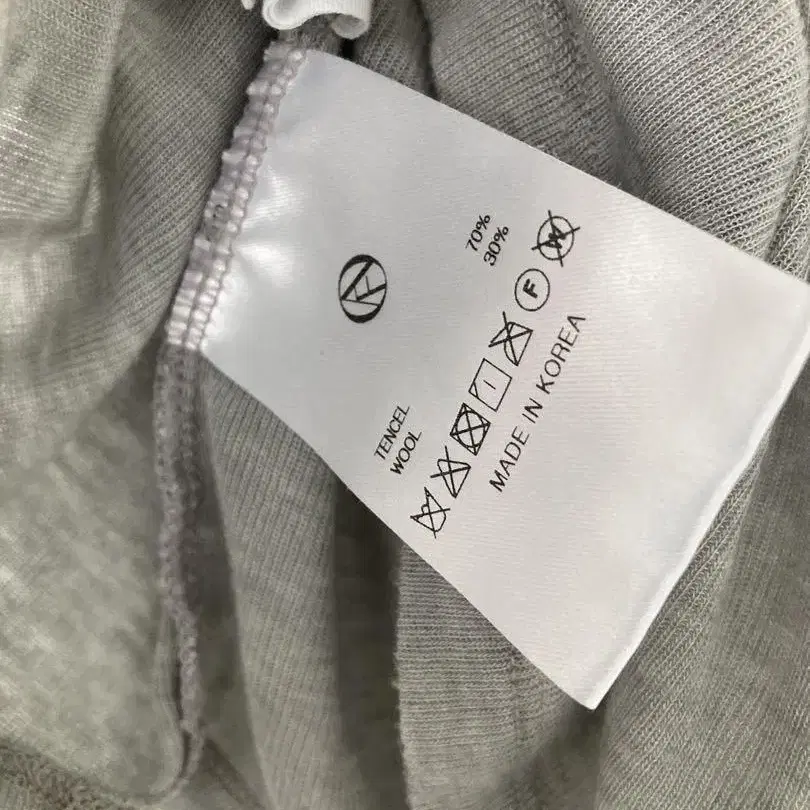 TENCEL 70%
WOOL 30%
F
W
MADE IN KOREA